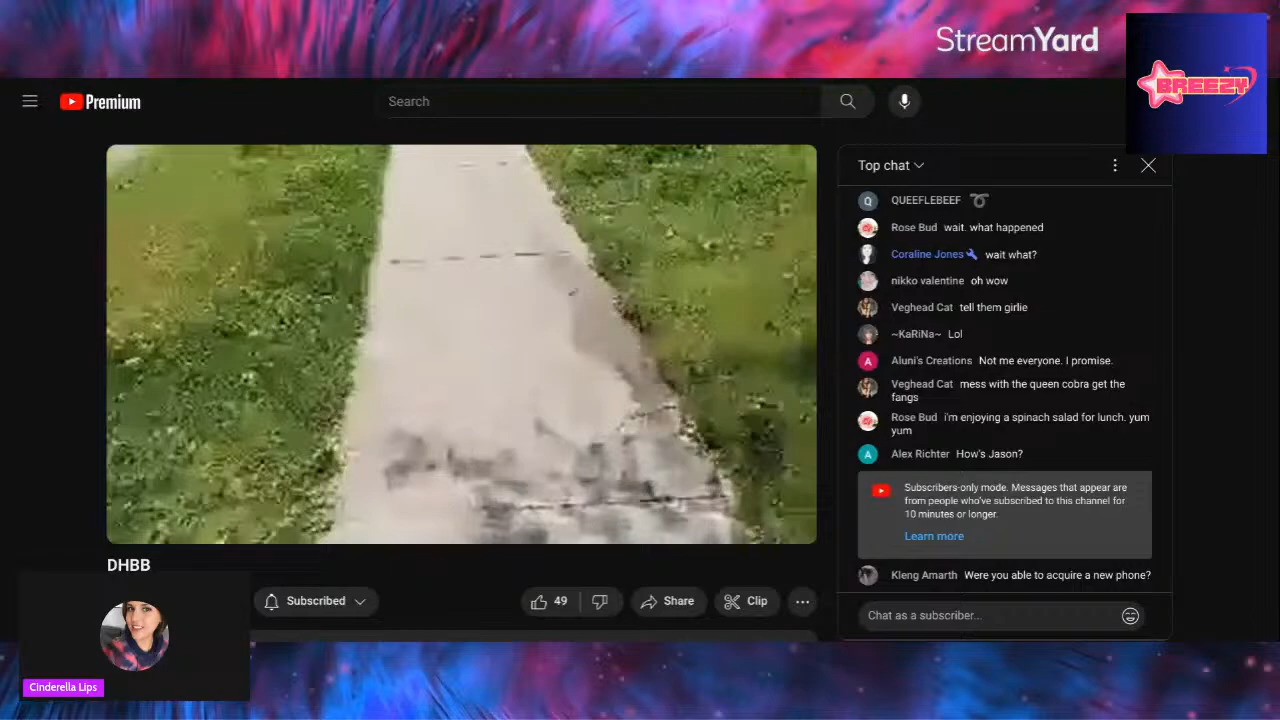 StreamYard
BREEZY
Premium
Search
Top chat
Q
QUEEFLEBEEF
Rose Bud wait. what happened
Coraline Jones wait what?
nikko valentine oh wow
Veghead Cat tell them girlie
~KaRiNa~ Lol
A
Aluni's Creations Not me everyone. I promise.
Veghead Cat mess with the queen cobra get the
fangs
Rose Bud i'm enjoying a spinach salad for lunch. yum
yum
A
Alex Richter How's Jason?
Subscribers-only mode. Messages that appear are
from people who've subscribed to this channel for
10 minutes or longer.
Learn more
Kleng Amarth Were you able to acquire a new phone?
Chat as a subscriber...
DHBB
Subscribed
49
Share
Clip
Cinderella Lips